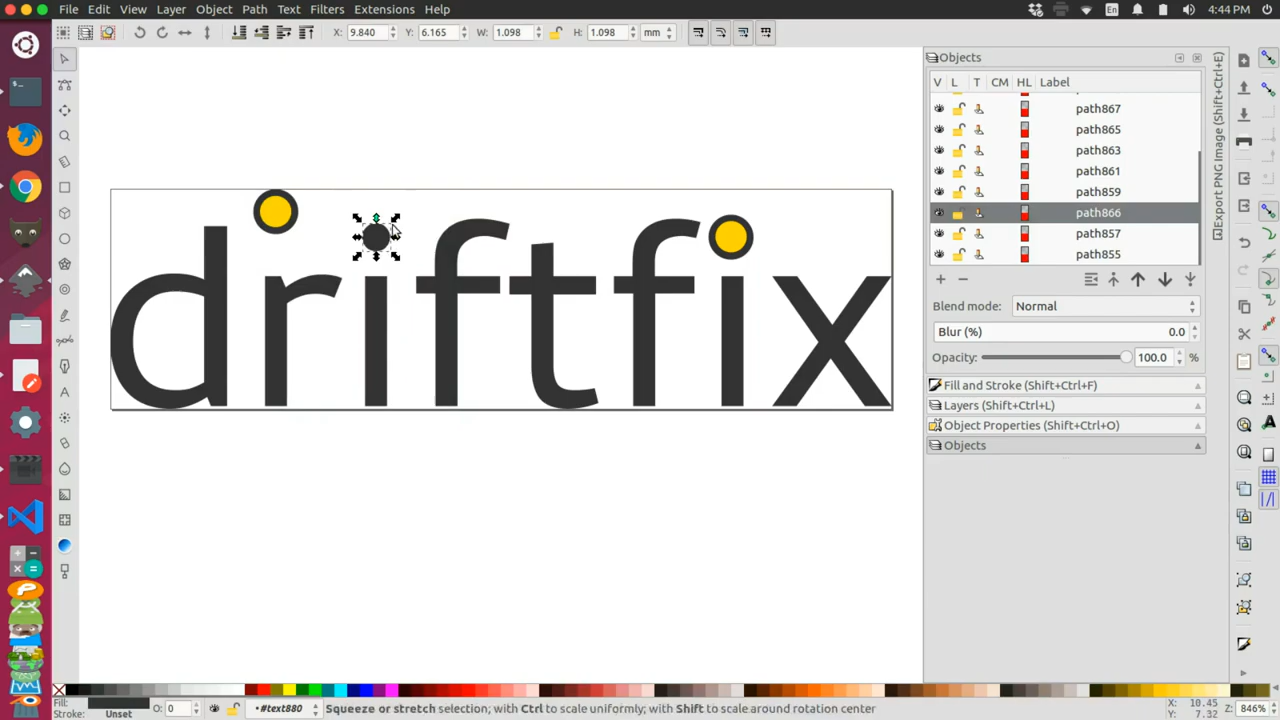 File Edit View Layer Object Path Text Filters Extensions Help
En 4:44 PM
X: 9.840 Y: 6.165 W: 1.098 H: 1.098 mm
Objects
V L T CM HL Label
path867
path865
path863
path861
path859
path866
path857
path855
Blend mode: Normal
Blur (%) 0.0
Opacity: 100.0 %
Fill and Stroke (Shift+Ctrl+F)
Layers (Shift+Ctrl+L)
Object Properties (Shift+Ctrl+O)
Objects
Export PNG Image (Shift+Ctrl+E)
driftfix
Fill:
Stroke: Unset
O: 0
•#text880
Squeeze or stretch selection; with Ctrl to scale uniformly; with Shift to scale around rotation center
X: 10.45
Y: 7.32
Z: 846%